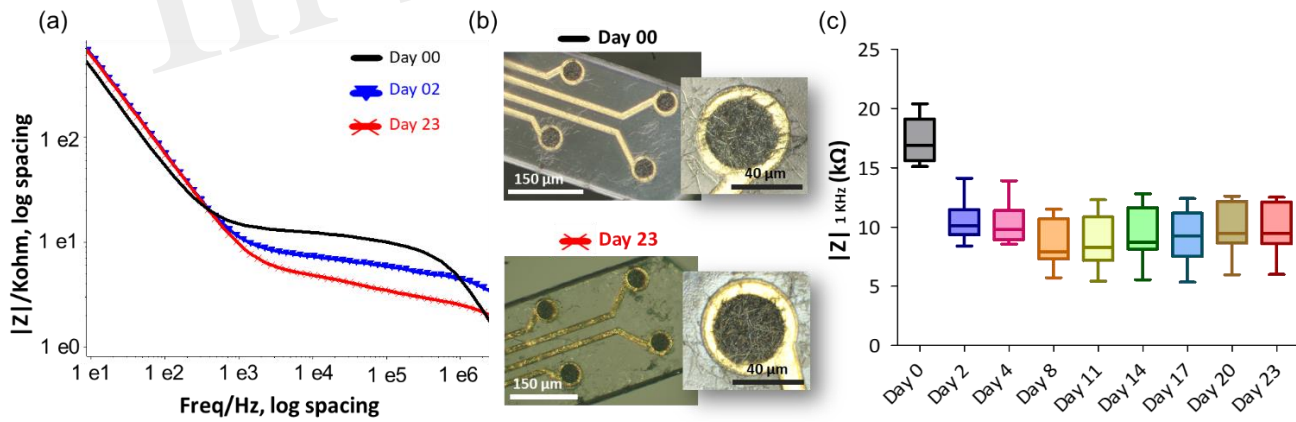 (a)
|Z|/Kohm, log spacing
1 e2
1 e1
1 e0
1 e1
1 e2
1 e3
1 e4
1 e5
1 e6
Freq/Hz, log spacing
Day 00
Day 02
Day 23
(b)
Day 00
150 µm
40 µm
Day 23
150 µm
40 µm
(c)
|Z| 1 KHz (kΩ)
25
20
15
10
5
0
Day 0
Day 2
Day 4
Day 8
Day 11
Day 14
Day 17
Day 20
Day 23